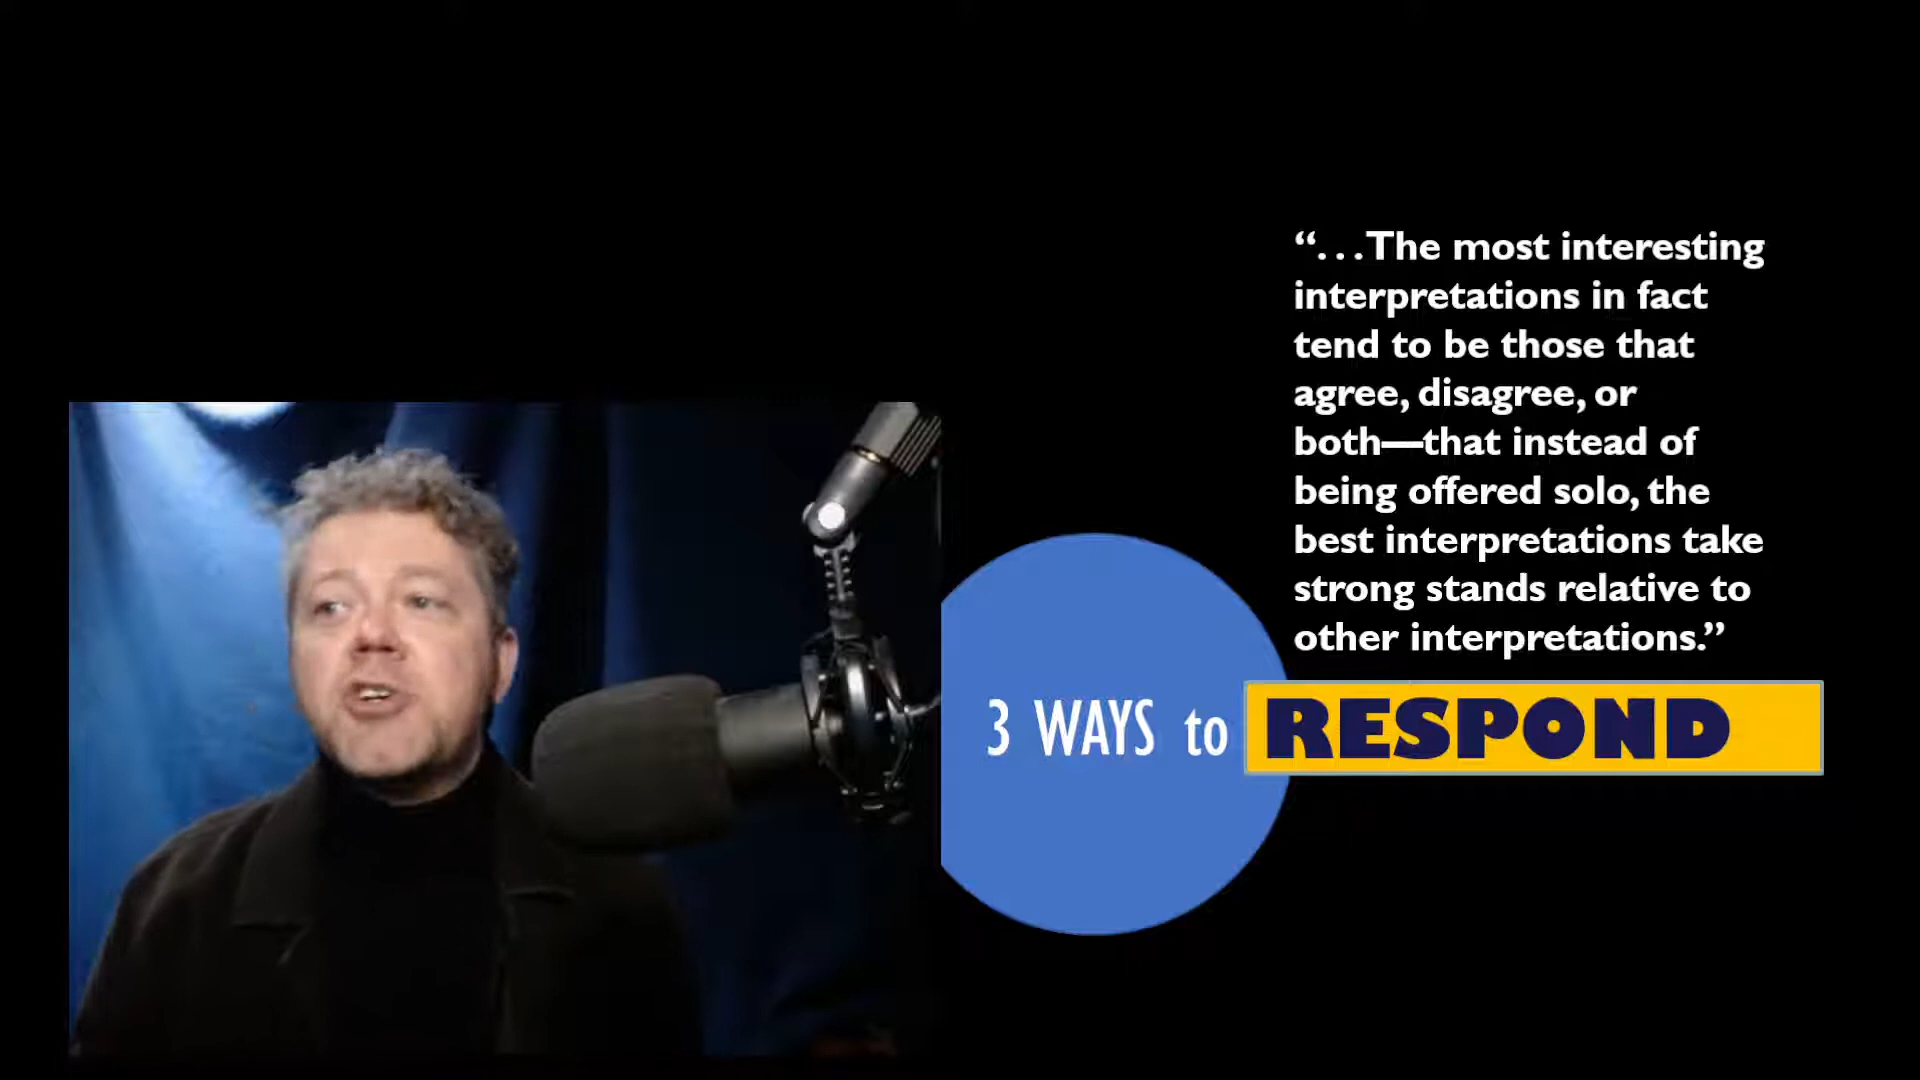 “. . .The most interesting
interpretations in fact
tend to be those that
agree, disagree, or
both—that instead of
being offered solo, the
best interpretations take
strong stands relative to
other interpretations.”
3 WAYS to RESPOND